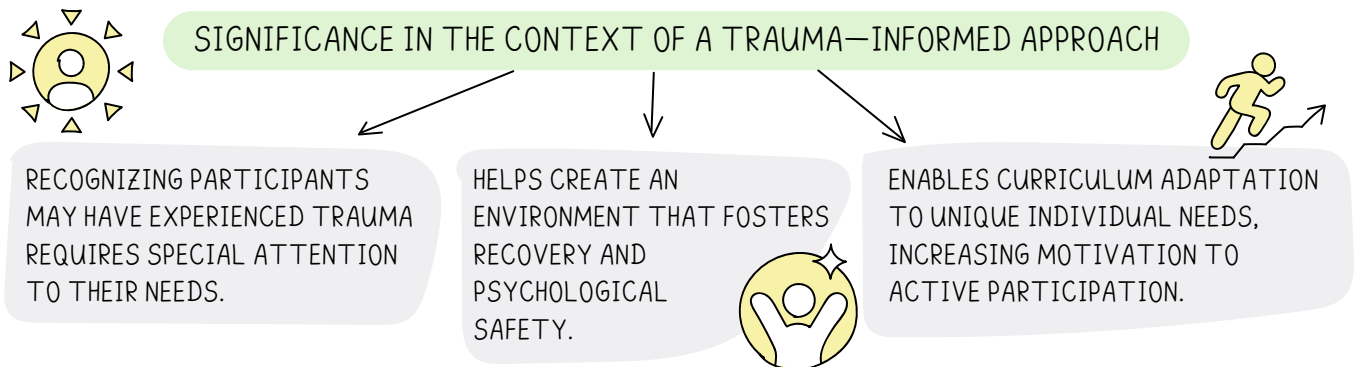 SIGNIFICANCE IN THE CONTEXT OF A TRAUMA—INFORMED APPROACH
RECOGNIZING PARTICIPANTS
MAY HAVE EXPERIENCED TRAUMA
REQUIRES SPECIAL ATTENTION
TO THEIR NEEDS.
HELPS CREATE AN
ENVIRONMENT THAT FOSTERS
RECOVERY AND
PSYCHOLOGICAL
SAFETY.
ENABLES CURRICULUM ADAPTATION
TO UNIQUE INDIVIDUAL NEEDS,
INCREASING MOTIVATION TO
ACTIVE PARTICIPATION.